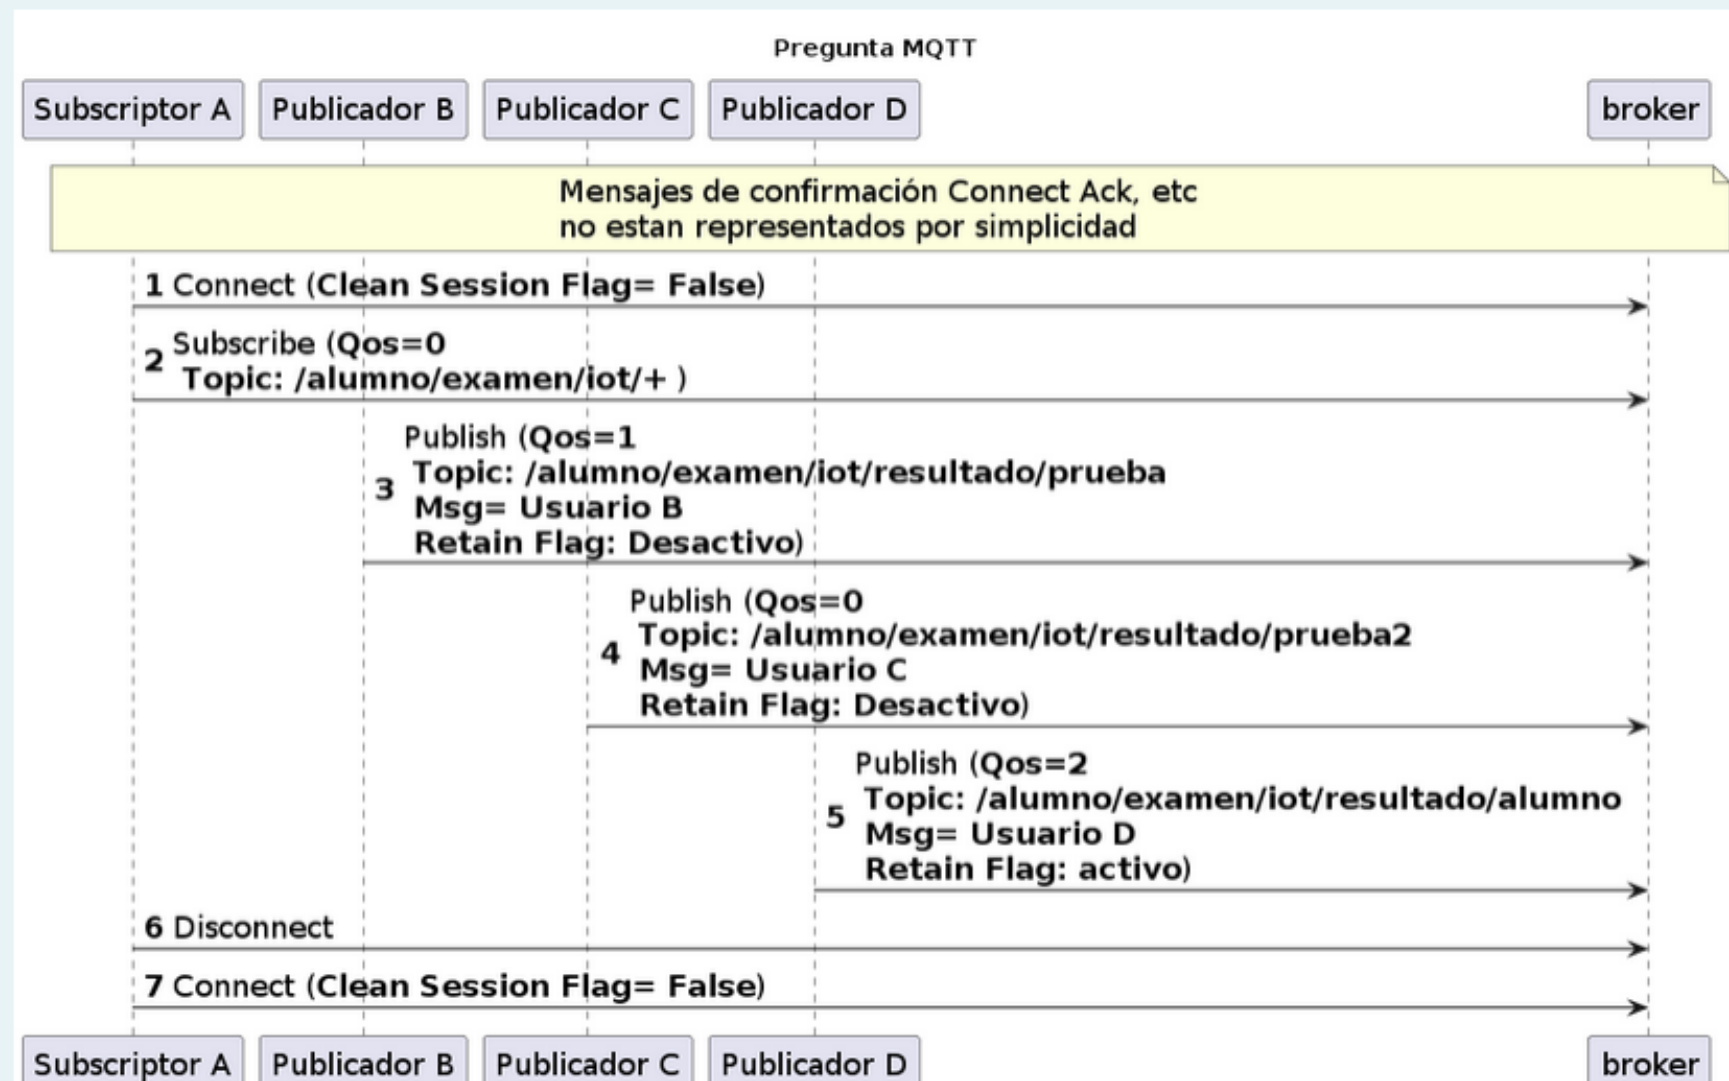 Pregunta MQTT
Subscriptor A
Publicador B
Publicador C
Publicador D
broker
Mensajes de confirmación Connect Ack, etc
no estan representados por simplicidad
1 Connect (Clean Session Flag= False)
2 Subscribe (Qos=0
Topic: /alumno/examen/iot/+ )
3 Publish (Qos=1
Topic: /alumno/examen/iot/resultado/prueba
Msg= Usuario B
Retain Flag: Desactivo)
4 Publish (Qos=0
Topic: /alumno/examen/iot/resultado/prueba2
Msg= Usuario C
Retain Flag: Desactivo)
5 Publish (Qos=2
Topic: /alumno/examen/iot/resultado/alumno
Msg= Usuario D
Retain Flag: activo)
6 Disconnect
7 Connect (Clean Session Flag= False)
Subscriptor A
Publicador B
Publicador C
Publicador D
broker